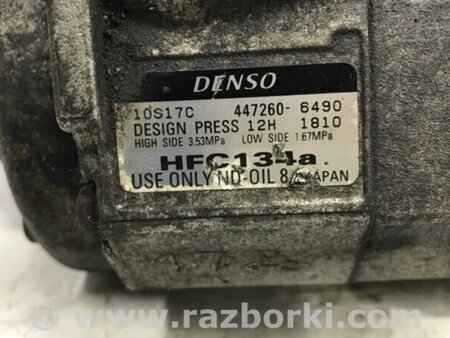 DENSO
10S17C 447260-6490
DESIGN PRESS 12H 1810
HIGH SIDE 3.53MPa LOW SIDE 1.67MPa
HFC134a
USE ONLY ND-OIL 8 JAPAN
www.razborki.com